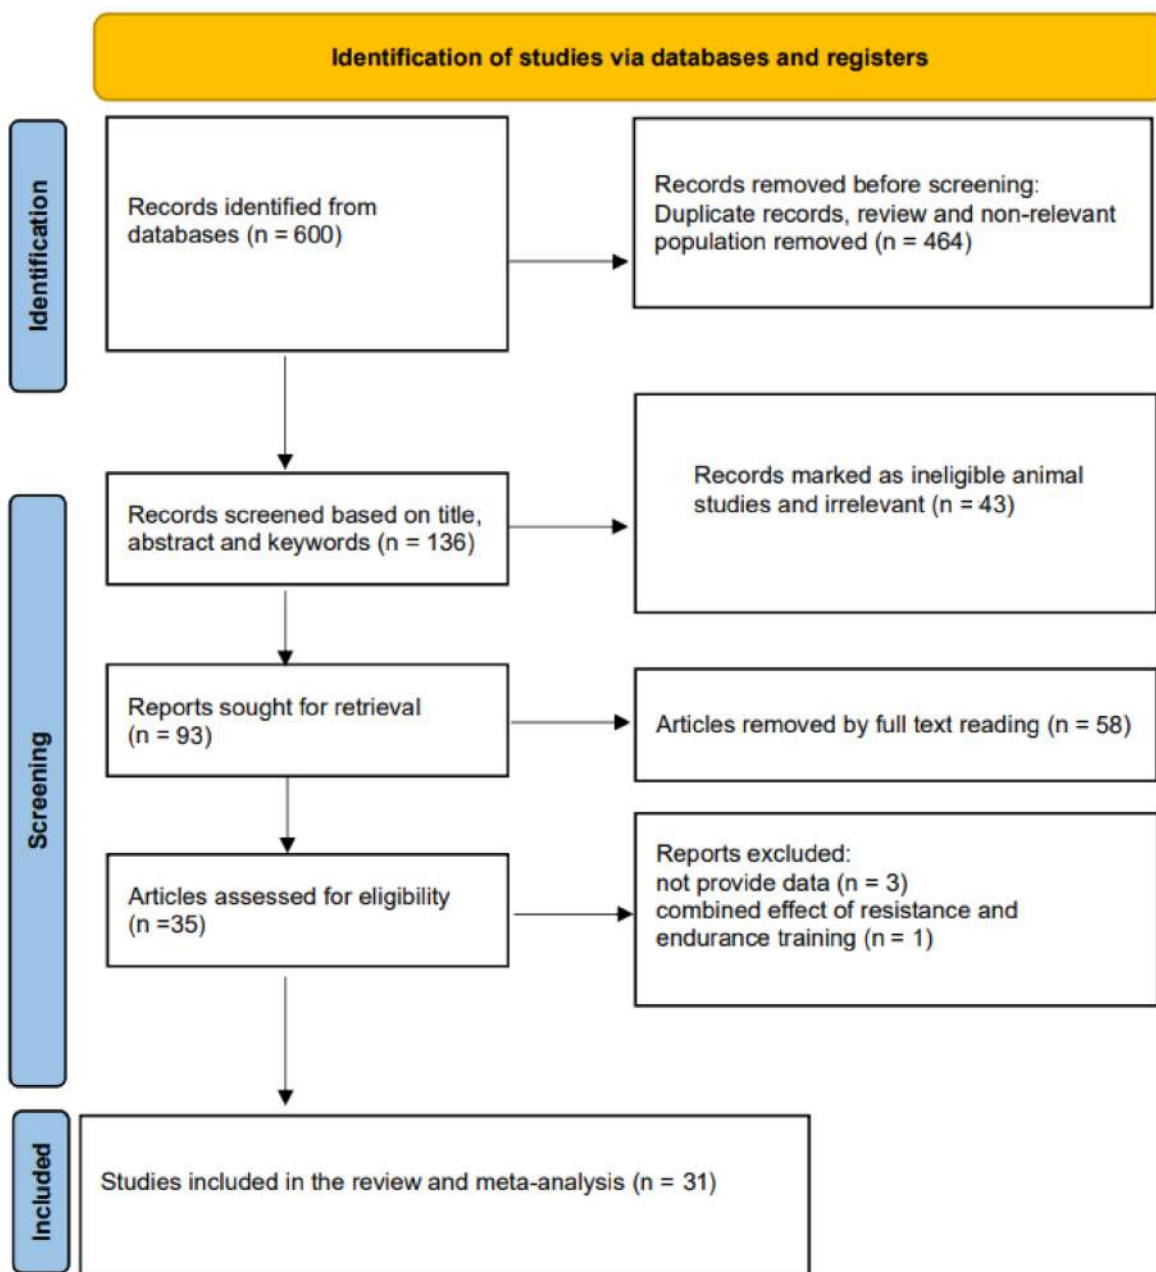 Identification of studies via databases and registers
Identification
Records identified from
databases (n = 600)
Records removed before screening:
Duplicate records, review and non-relevant
population removed (n = 464)
Screening
Records screened based on title,
abstract and keywords (n = 136)
Records marked as ineligible animal
studies and irrelevant (n = 43)
Reports sought for retrieval
(n = 93)
Articles removed by full text reading (n = 58)
Articles assessed for eligibility
(n =35)
Reports excluded:
not provide data (n = 3)
combined effect of resistance and
endurance training (n = 1)
Included
Studies included in the review and meta-analysis (n = 31)